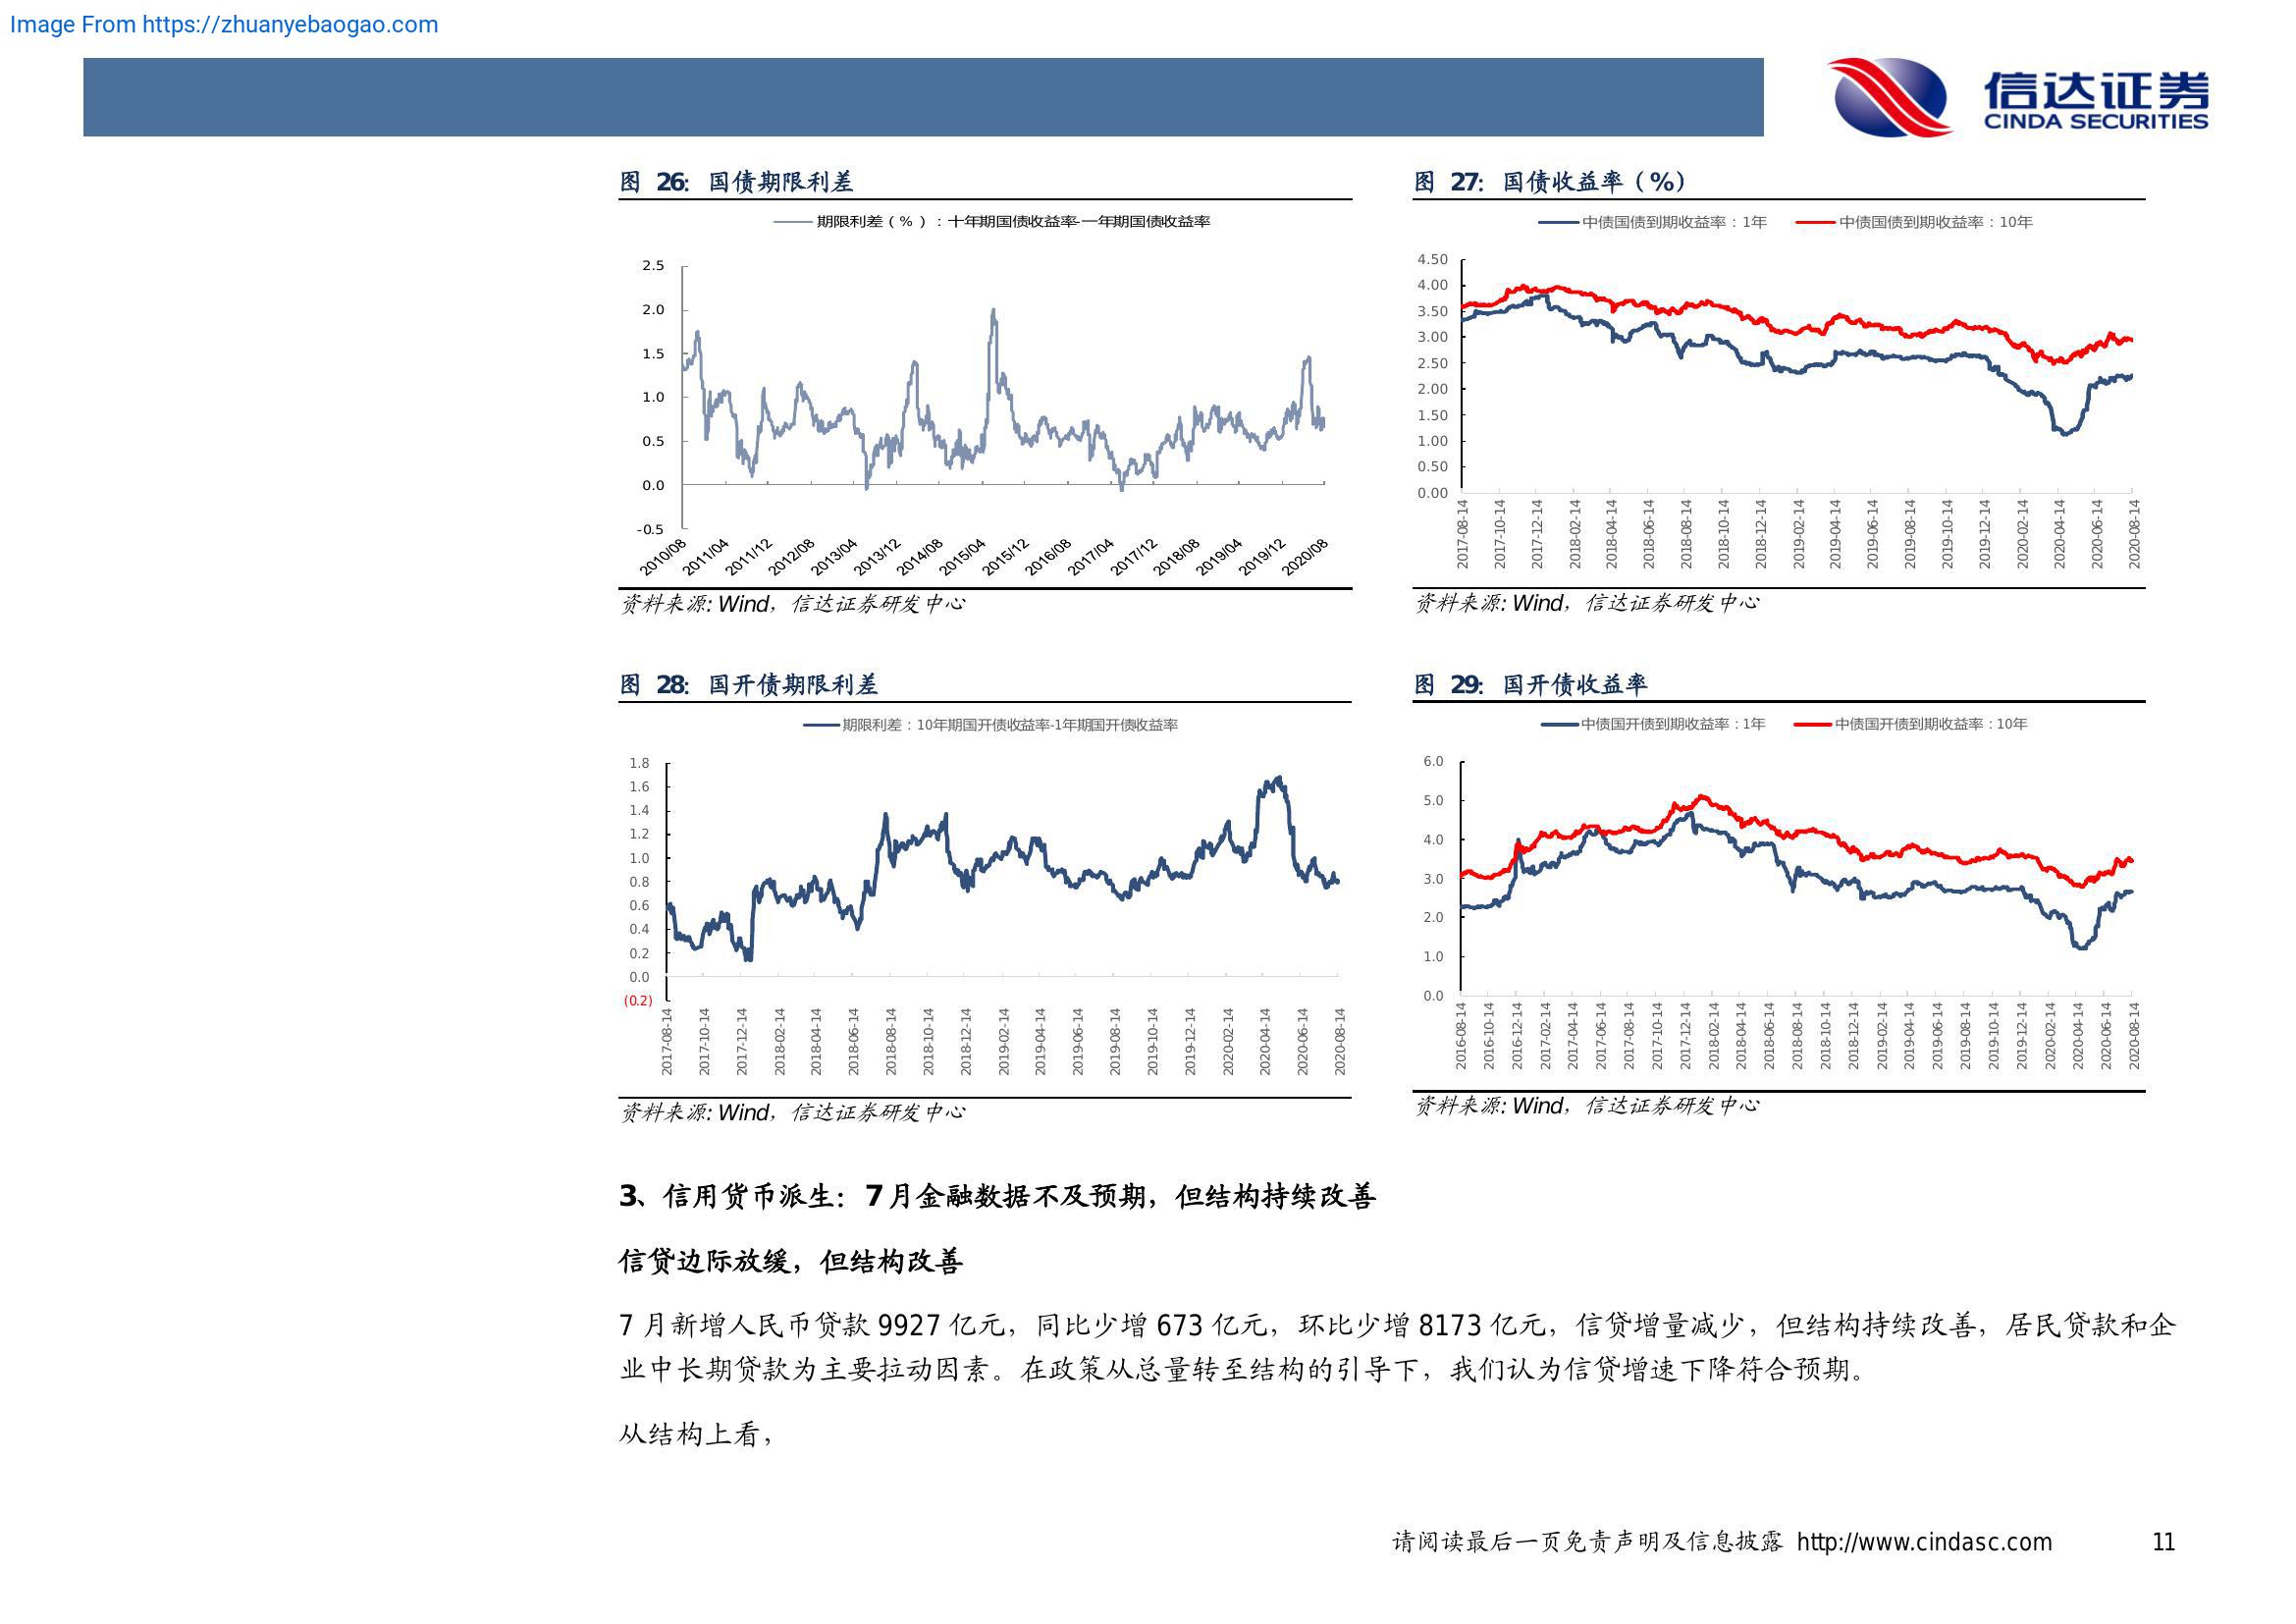 Image From https://zhuanyebaogao.com
信达证券
CINDA SECURITIES
图 26：国债期限利差
期限利差（%）：十年期国债收益率-一年期国债收益率
2.5
2.0
1.5
1.0
0.5
0.0
-0.5
2010/08 2011/04 2011/12 2012/08 2013/04 2013/12 2014/08 2015/04 2015/12 2016/08 2017/04 2017/12 2018/08 2019/04 2019/12 2020/08
资料来源: Wind，信达证券研发中心
图 27：国债收益率（%）
中债国债到期收益率：1年 中债国债到期收益率：10年
4.50
4.00
3.50
3.00
2.50
2.00
1.50
1.00
0.50
0.00
2017-08-14 2017-10-14 2017-12-14 2018-02-14 2018-04-14 2018-06-14 2018-08-14 2018-10-14 2018-12-14 2019-02-14 2019-04-14 2019-06-14 2019-08-14 2019-10-14 2019-12-14 2020-02-14 2020-04-14 2020-06-14 2020-08-14
资料来源: Wind，信达证券研发中心
图 28：国开债期限利差
期限利差：10年期国开债收益率-1年期国开债收益率
1.8
1.6
1.4
1.2
1.0
0.8
0.6
0.4
0.2
0.0
(0.2)
2017-08-14 2017-10-14 2017-12-14 2018-02-14 2018-04-14 2018-06-14 2018-08-14 2018-10-14 2018-12-14 2019-02-14 2019-04-14 2019-06-14 2019-08-14 2019-10-14 2019-12-14 2020-02-14 2020-04-14 2020-06-14 2020-08-14
资料来源: Wind，信达证券研发中心
图 29：国开债收益率
中债国开债到期收益率：1年 中债国开债到期收益率：10年
6.0
5.0
4.0
3.0
2.0
1.0
0.0
2016-08-14 2016-10-14 2016-12-14 2017-02-14 2017-04-14 2017-06-14 2017-08-14 2017-10-14 2017-12-14 2018-02-14 2018-04-14 2018-06-14 2018-08-14 2018-10-14 2018-12-14 2019-02-14 2019-04-14 2019-06-14 2019-08-14 2019-10-14 2019-12-14 2020-02-14 2020-04-14 2020-06-14 2020-08-14
资料来源: Wind，信达证券研发中心
3、信用货币派生：7月金融数据不及预期，但结构持续改善
信贷边际放缓，但结构改善
7 月新增人民币贷款 9927 亿元，同比少增 673 亿元，环比少增 8173 亿元，信贷增量减少，但结构持续改善，居民贷款和企
业中长期贷款为主要拉动因素。在政策从总量转至结构的引导下，我们认为信贷增速下降符合预期。
从结构上看，
请阅读最后一页免责声明及信息披露 http://www.cindasc.com 11